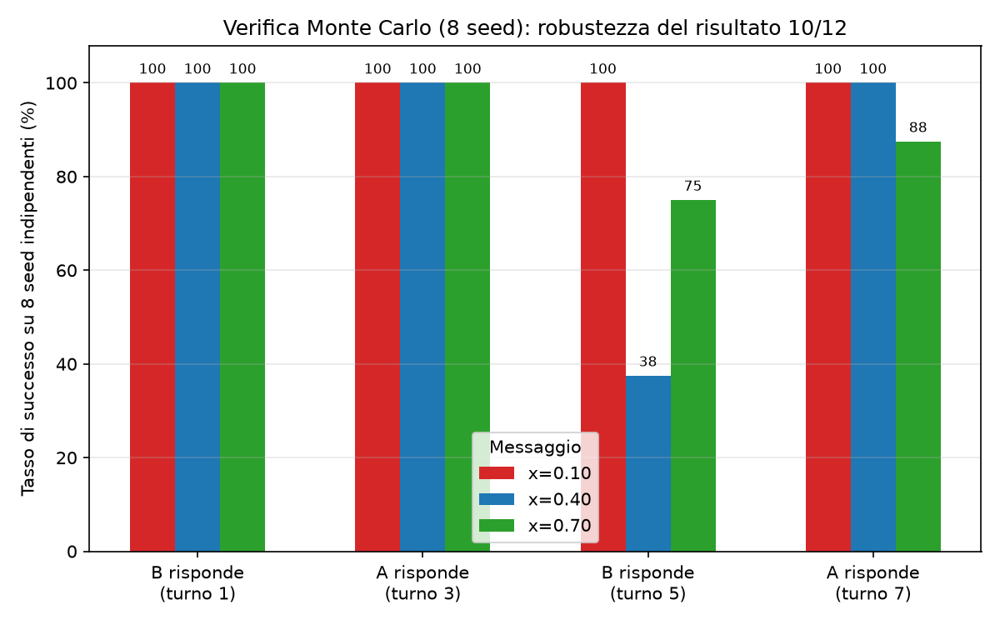 Verifica Monte Carlo (8 seed): robustezza del risultato 10/12
Tasso di successo su 8 seed indipendenti (%)
100
80
60
40
20
0
100 100 100
100 100 100
100
38
75
100 100
88
Messaggio
x=0.10
x=0.40
x=0.70
B risponde
(turno 1)
A risponde
(turno 3)
B risponde
(turno 5)
A risponde
(turno 7)